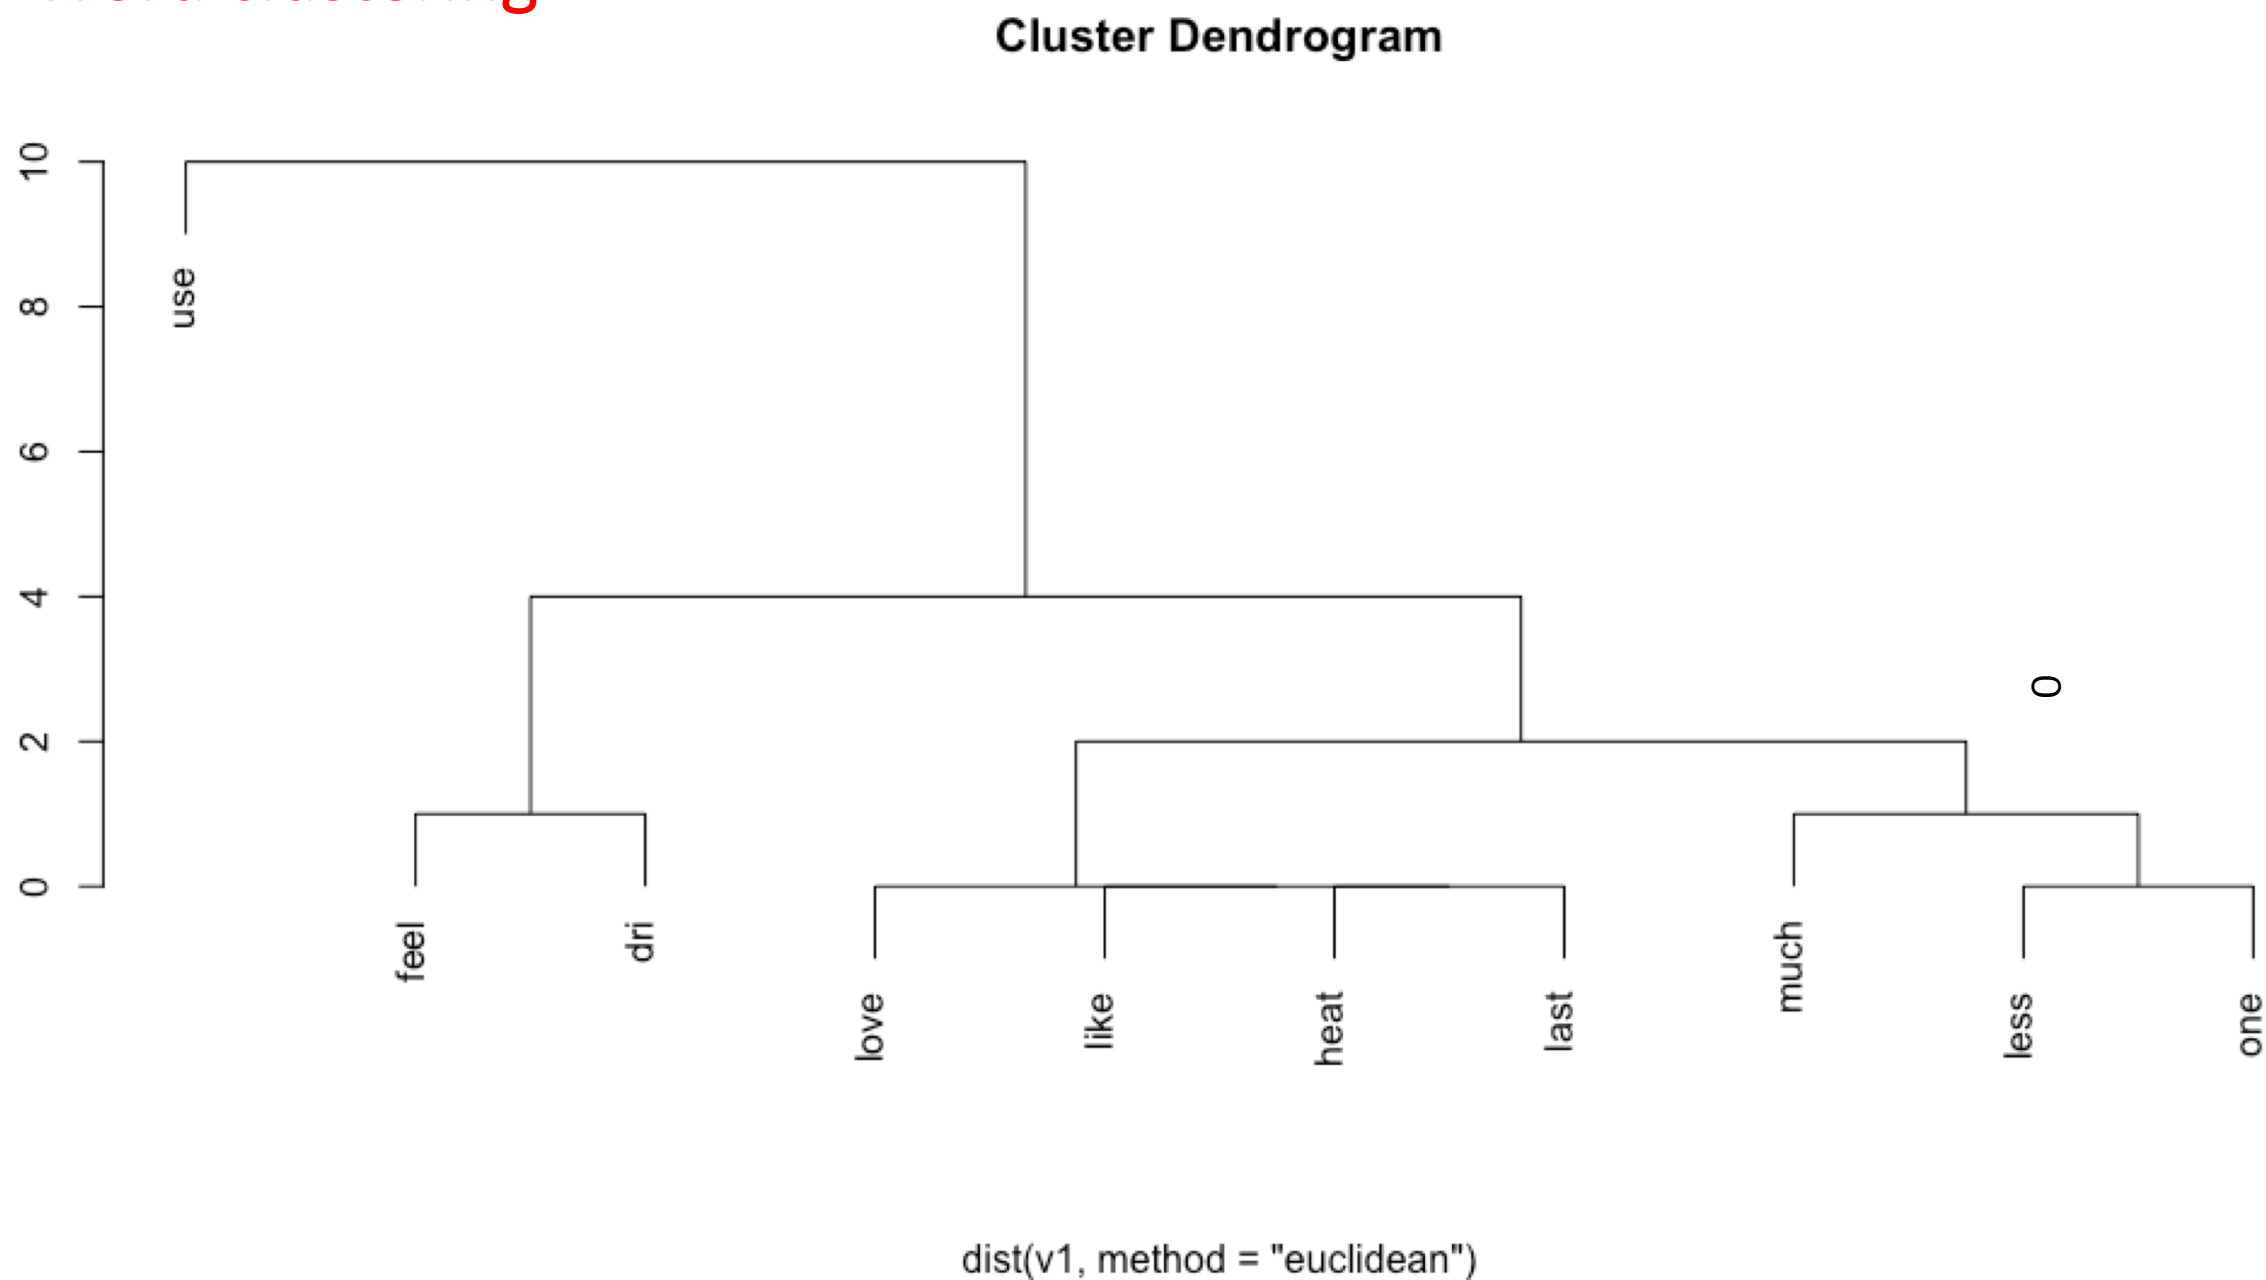 clustering
Cluster Dendrogram
10
8
6
4
2
0
use
feel
dri
love
like
heat
last
much
less
one
0
dist(v1, method = "euclidean")